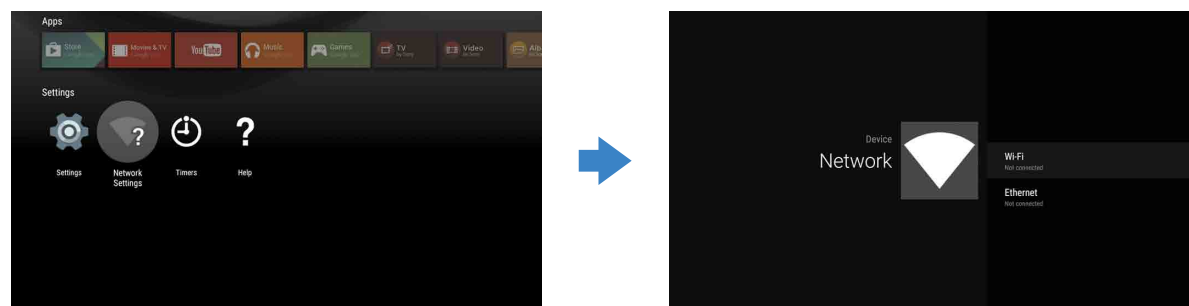 Apps
Store
Movies & TV
YouTube
Music
Games
TV
Video
Alb
Settings
?
?
Settings
Network
Settings
Timers
Help
Device
Network
Wi-Fi
Not connected
Ethernet
Not connected